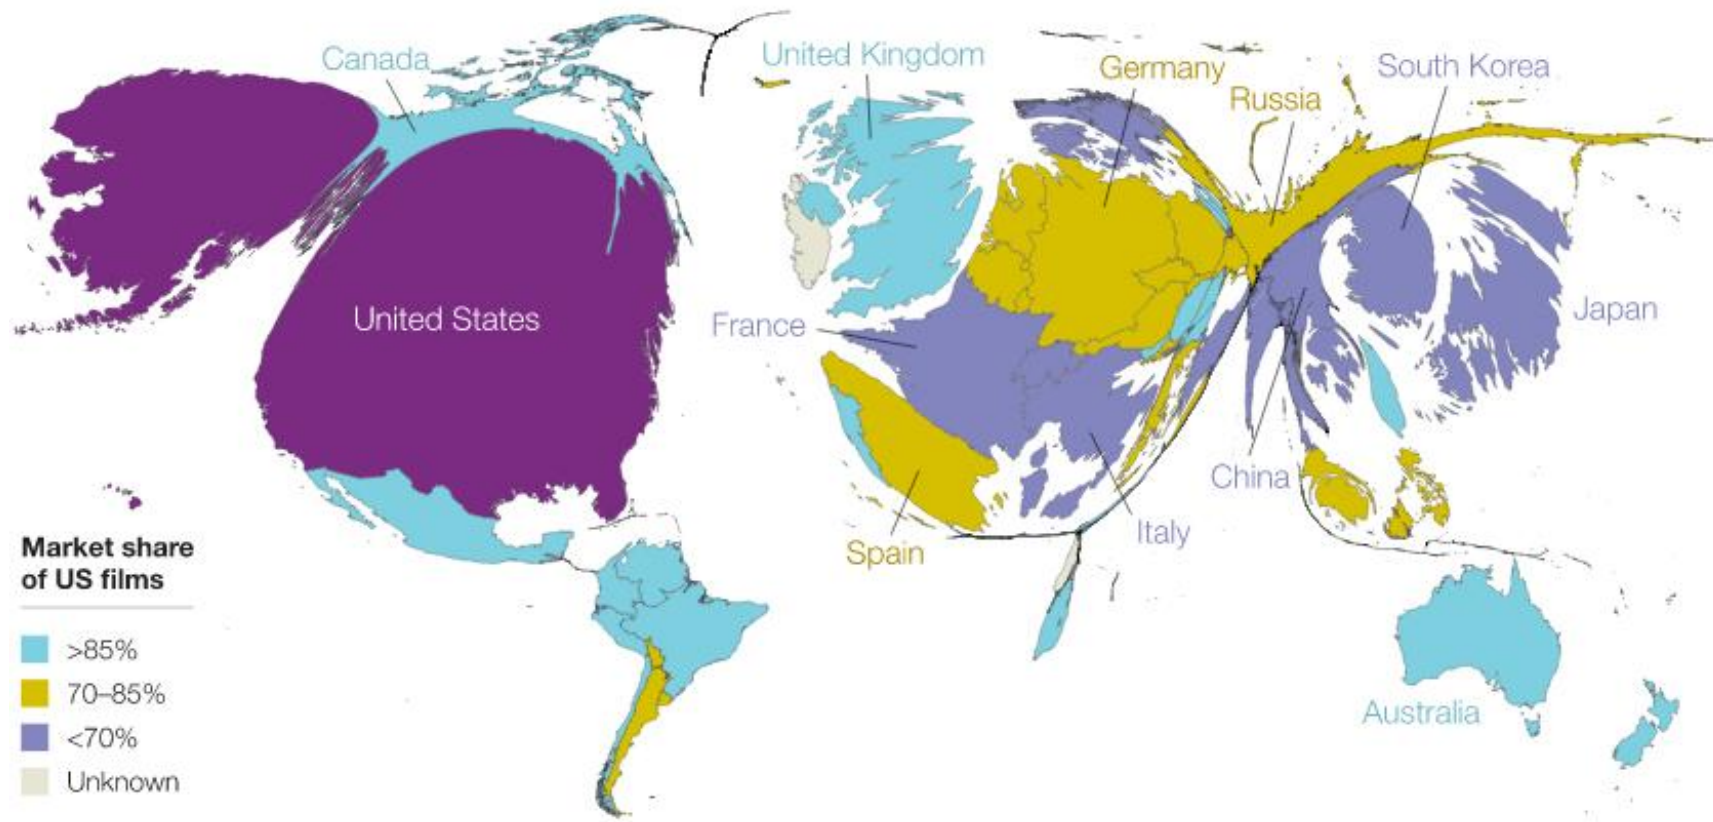 Canada
United Kingdom
Germany
South Korea
Russia
United States
France
Japan
China
Italy
Spain
Market share
of US films
>85%
70–85%
<70%
Unknown
Australia